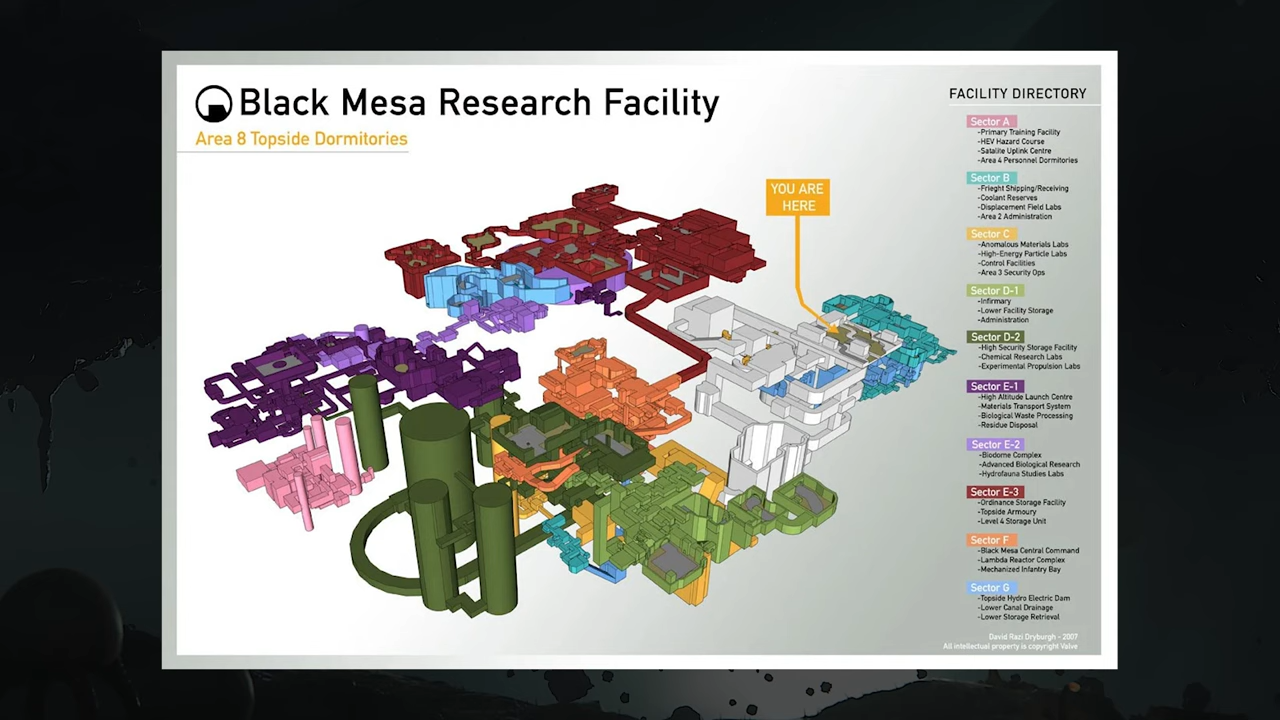 Black Mesa Research Facility
Area 8 Topside Dormitories
YOU ARE
HERE
FACILITY DIRECTORY
Sector A
-Primary Training Facility
-HEV Hazard Course
-Satalite Uplink Centre
-Area 4 Personnel Dormitories
Sector B
-Frieght Shipping/Receiving
-Coolant Reserves
-Displacement Field Labs
-Area 2 Administration
Sector C
-Anomalous Materials Labs
-High-Energy Particle Labs
-Control Facilities
-Area 3 Security Ops
Sector D-1
-Infirmary
-Lower Facility Storage
-Administration
Sector D-2
-High Security Storage Facility
-Chemical Research Labs
-Experimental Propulsion Labs
Sector E-1
-High Altitude Launch Centre
-Materials Transport System
-Biological Waste Processing
-Residue Disposal
Sector E-2
-Biodome Complex
-Advanced Biological Research
-Hydrofauna Studies Labs
Sector E-3
-Ordinance Storage Facility
-Topside Armoury
-Level 4 Storage Unit
Sector F
-Black Mesa Central Command
-Lambda Reactor Complex
-Mechanized Infantry Bay
Sector G
-Topside Hydro Electric Dam
-Lower Canal Drainage
-Lower Storage Retrieval
David Razi Dryburgh - 2007
All intellectual property is copyright Valve